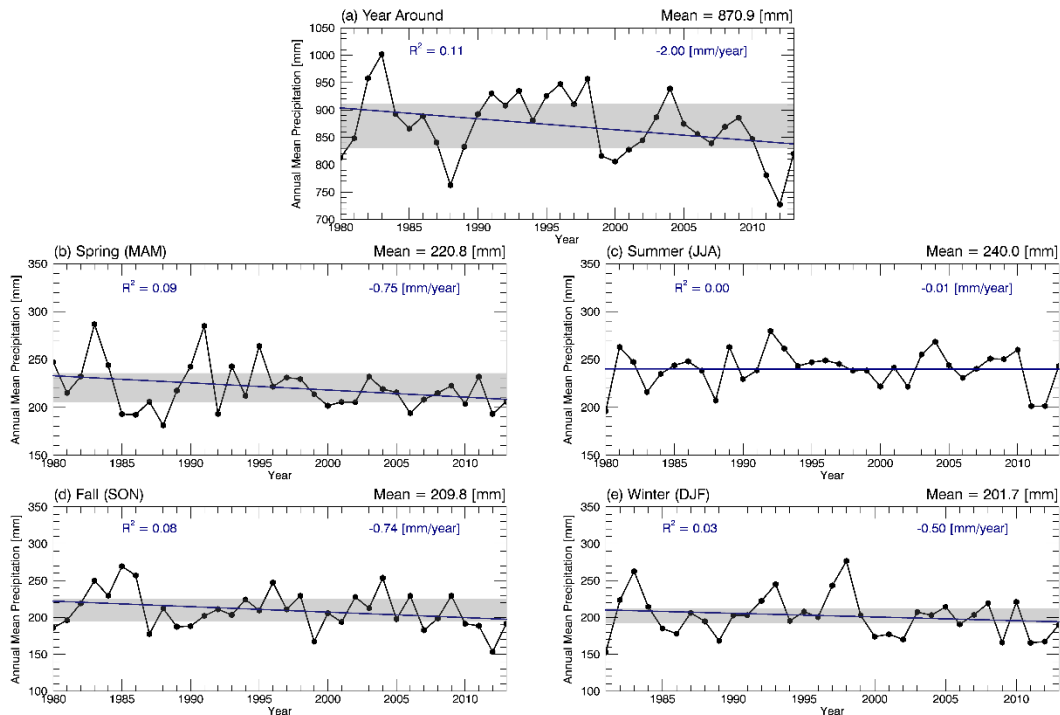 (a) Year Around Mean = 870.9 [mm]
R² = 0.11 -2.00 [mm/year]
Annual Mean Precipitation [mm]
1050
1000
950
900
850
800
750
700
1980 1985 1990 1995 2000 2005 2010
Year
(b) Spring (MAM) Mean = 220.8 [mm]
R² = 0.09 -0.75 [mm/year]
Annual Mean Precipitation [mm]
350
300
250
200
150
1980 1985 1990 1995 2000 2005 2010
Year
(c) Summer (JJA) Mean = 240.0 [mm]
R² = 0.00 -0.01 [mm/year]
Annual Mean Precipitation [mm]
350
300
250
200
150
1980 1985 1990 1995 2000 2005 2010
Year
(d) Fall (SON) Mean = 209.8 [mm]
R² = 0.08 -0.74 [mm/year]
Annual Mean Precipitation [mm]
350
300
250
200
150
100
1980 1985 1990 1995 2000 2005 2010
Year
(e) Winter (DJF) Mean = 201.7 [mm]
R² = 0.03 -0.50 [mm/year]
Annual Mean Precipitation [mm]
350
300
250
200
150
100
1985 1990 1995 2000 2005 2010
Year